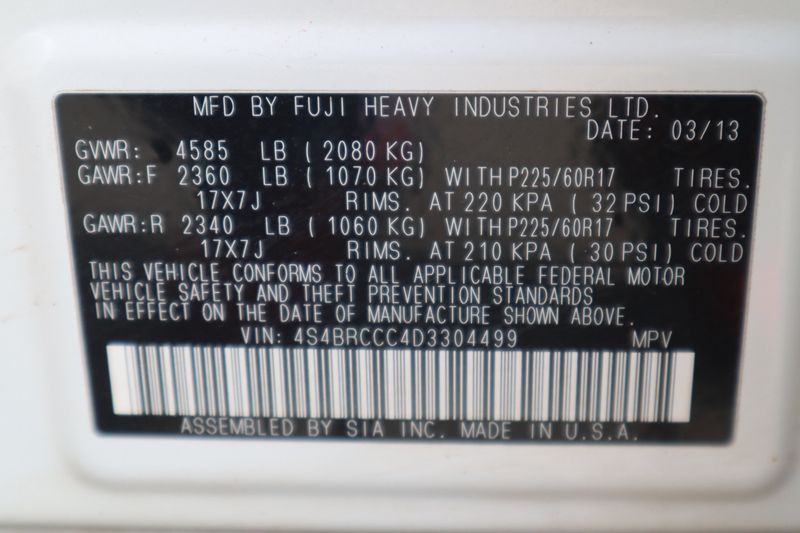 MFD BY FUJI HEAVY INDUSTRIES LTD.
DATE: 03/13
GVWR: 4585 LB ( 2080 KG)
GAWR:F 2360 LB ( 1070 KG) WITH P225/60R17 TIRES.
17X7J RIMS. AT 220 KPA ( 32 PSI) COLD
GAWR:R 2340 LB ( 1060 KG) WITH P225/60R17 TIRES.
17X7J RIMS. AT 210 KPA ( 30 PSI) COLD
THIS VEHICLE CONFORMS TO ALL APPLICABLE FEDERAL MOTOR
VEHICLE SAFETY AND THEFT PREVENTION STANDARDS
IN EFFECT ON THE DATE OF MANUFACTURE SHOWN ABOVE.
VIN: 4S4BRCCC4D3304499 MPV
ASSEMBLED BY SIA INC. MADE IN U.S.A.